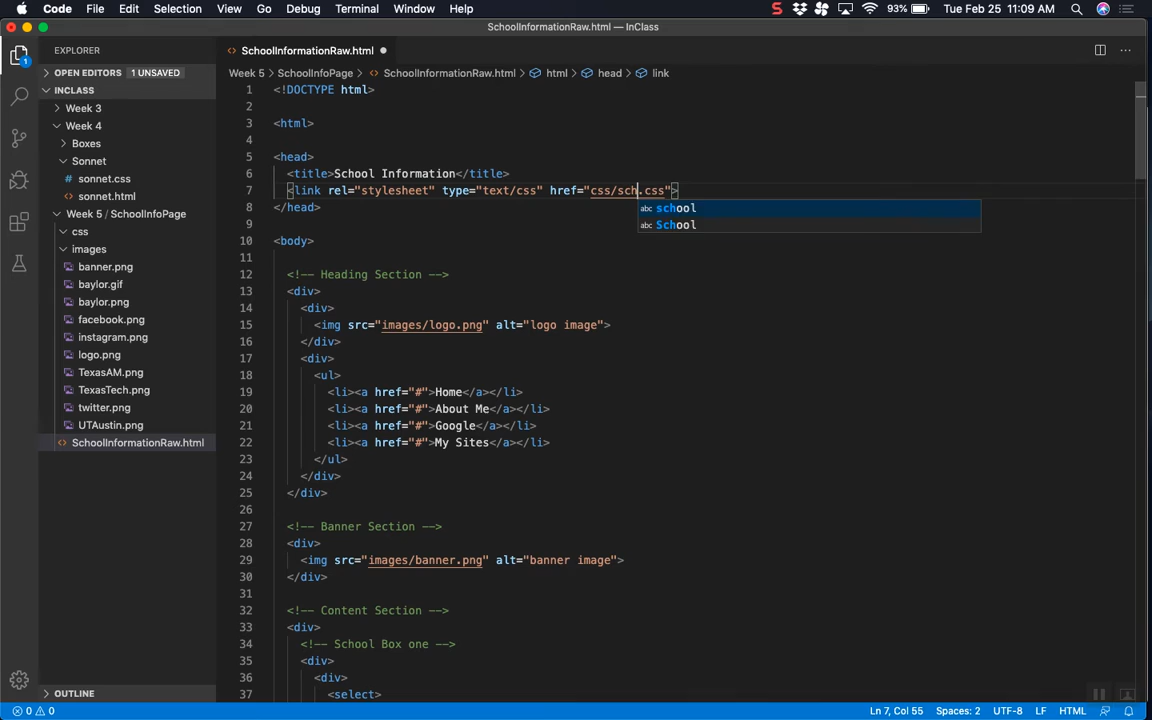 Code File Edit Selection View Go Debug Terminal Window Help 93% Tue Feb 25 11:09 AM
SchoolInformationRaw.html — InClass
EXPLORER
SchoolInformationRaw.html
OPEN EDITORS 1 UNSAVED
Week 5 SchoolInfoPage SchoolInformationRaw.html html head link
INCLASS
Week 3
Week 4
Boxes
Sonnet
sonnet.css
sonnet.html
Week 5 / SchoolInfoPage
css
images
banner.png
baylor.gif
baylor.png
facebook.png
instagram.png
logo.png
TexasAM.png
TexasTech.png
twitter.png
UTAustin.png
SchoolInformationRaw.html
OUTLINE
1
1 <!DOCTYPE html>
2
3 <html>
4
5 <head>
6 <title>School Information</title>
7 <link rel="stylesheet" type="text/css" href="css/sch.css">
abc school
abc School
8 </head>
9
10 <body>
11
12 <!-- Heading Section -->
13 <div>
14 <div>
15 <img src="images/logo.png" alt="logo image">
16 </div>
17 <div>
18 <ul>
19 <li><a href="#">Home</a></li>
20 <li><a href="#">About Me</a></li>
21 <li><a href="#">Google</a></li>
22 <li><a href="#">My Sites</a></li>
23 </ul>
24 </div>
25 </div>
26
27 <!-- Banner Section -->
28 <div>
29 <img src="images/banner.png" alt="banner image">
30 </div>
31
32 <!-- Content Section -->
33 <div>
34 <!-- School Box one -->
35 <div>
36 <div>
37 <select>
0 0 Ln 7, Col 55 Spaces: 2 UTF-8 LF HTML